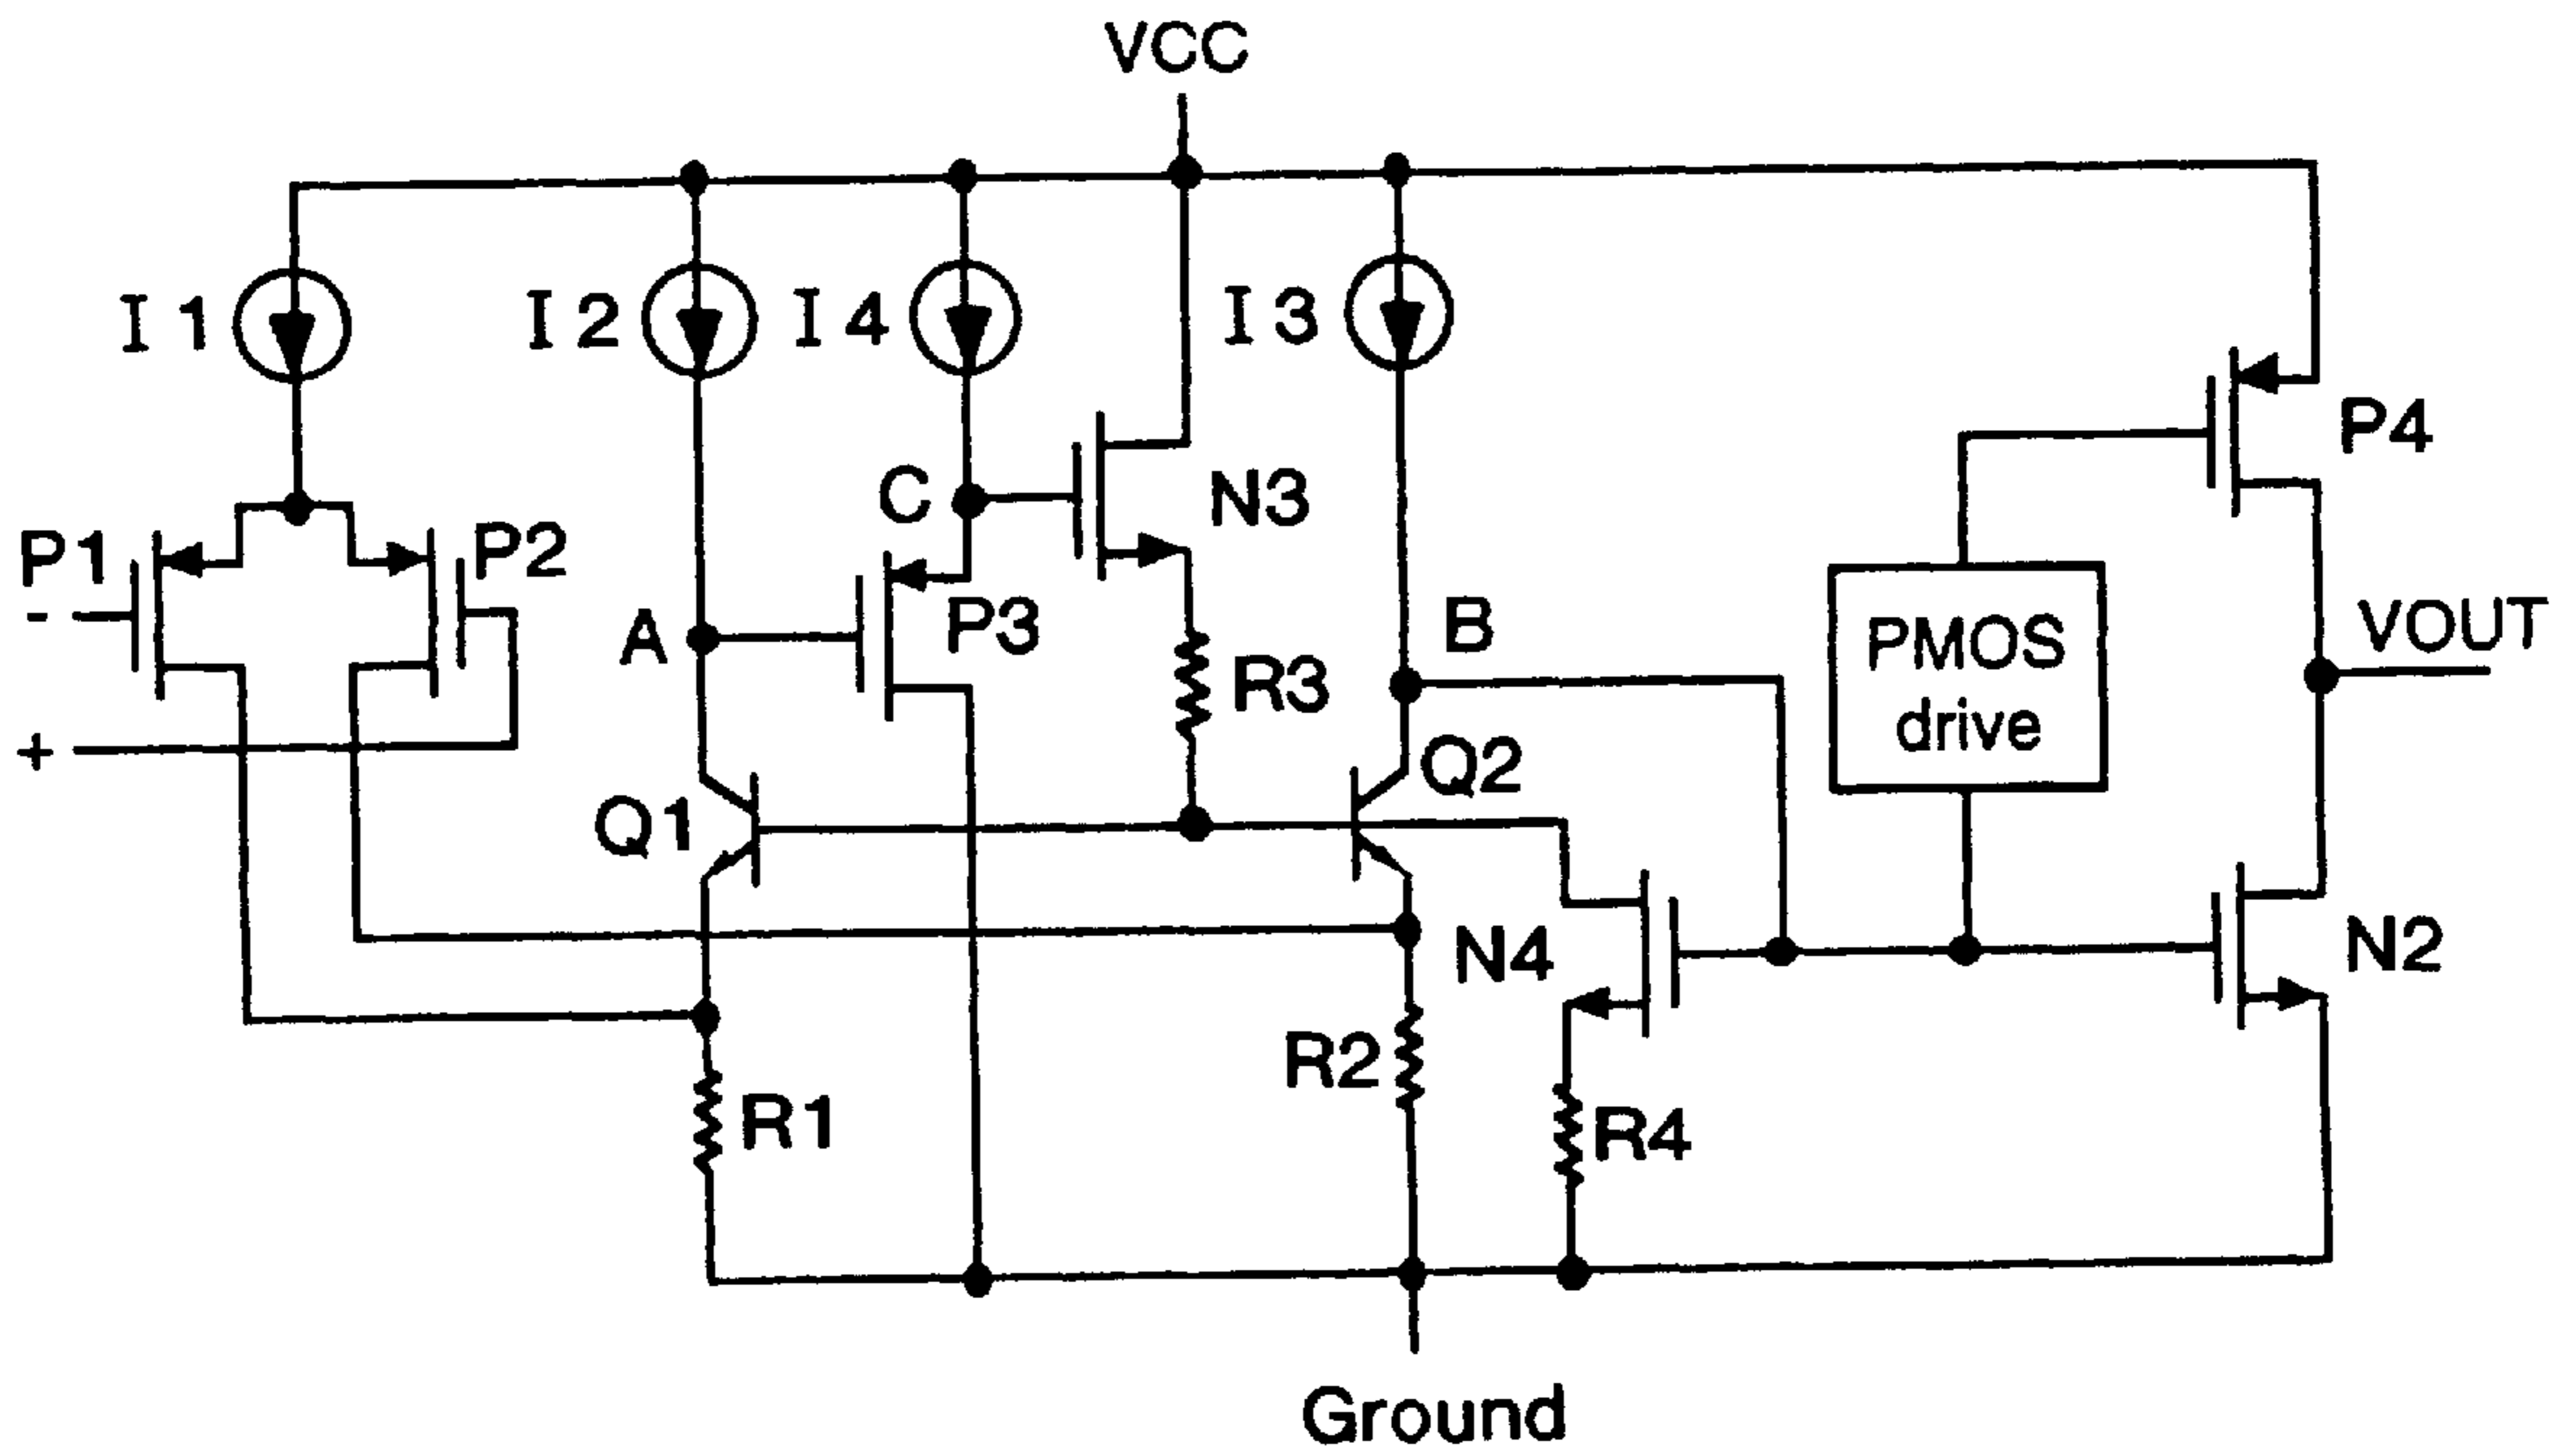 VCC
I1
I2
I4
I3
P4
C
N3
P1
P2
-
A
P3
R3
B
PMOS
drive
VOUT
+
Q1
Q2
N4
N2
R1
R2
R4
Ground